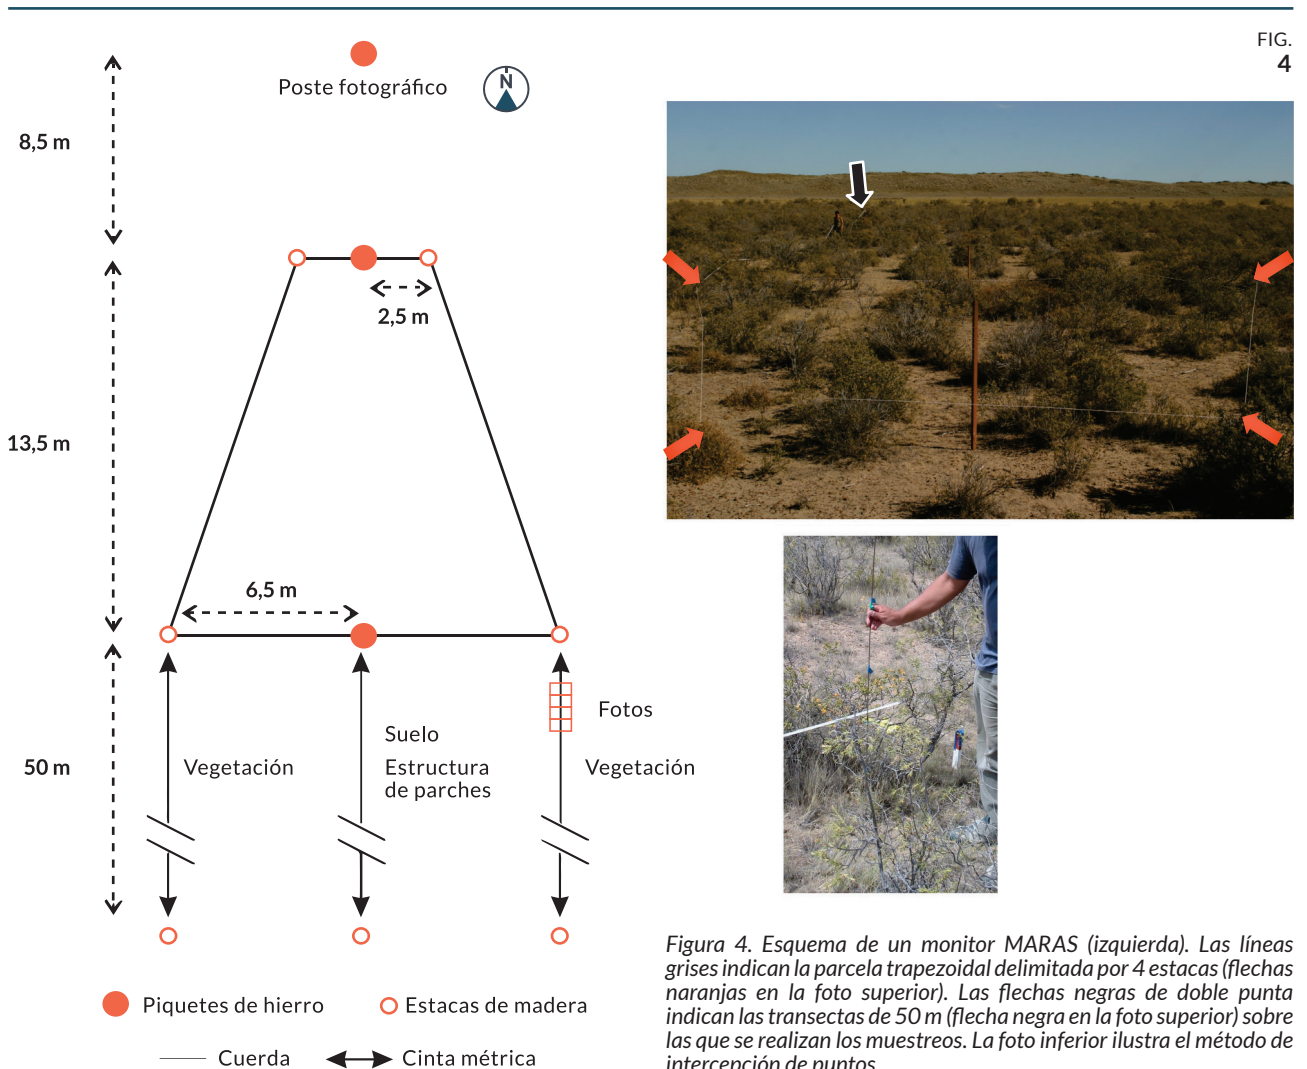 FIG.
4
Poste fotográfico
N
8,5 m
2,5 m
13,5 m
6,5 m
50 m
Vegetación
Suelo
Estructura
de parches
Fotos
Vegetación
Piquetes de hierro
Estacas de madera
Cuerda
Cinta métrica
Figura 4. Esquema de un monitor MARAS (izquierda). Las líneas
grises indican la parcela trapezoidal delimitada por 4 estacas (flechas
naranjas en la foto superior). Las flechas negras de doble punta
indican las transectas de 50 m (flecha negra en la foto superior) sobre
las que se realizan los muestreos. La foto inferior ilustra el método de
intercepción de puntos.